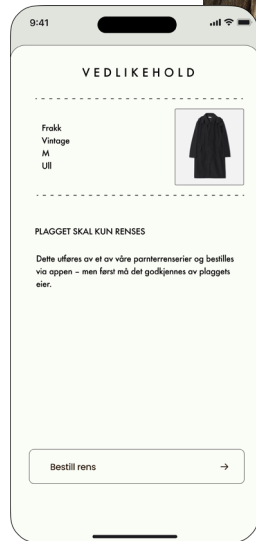 9:41
VEDLIKEHOLD
Frakk
Vintage
M
Ull
PLAGGET SKAL KUN RENSES
Dette utføres av et av våre parnterrenserier og bestilles
via appen – men først må det godkjennes av plaggets
eier.
Bestill rens →